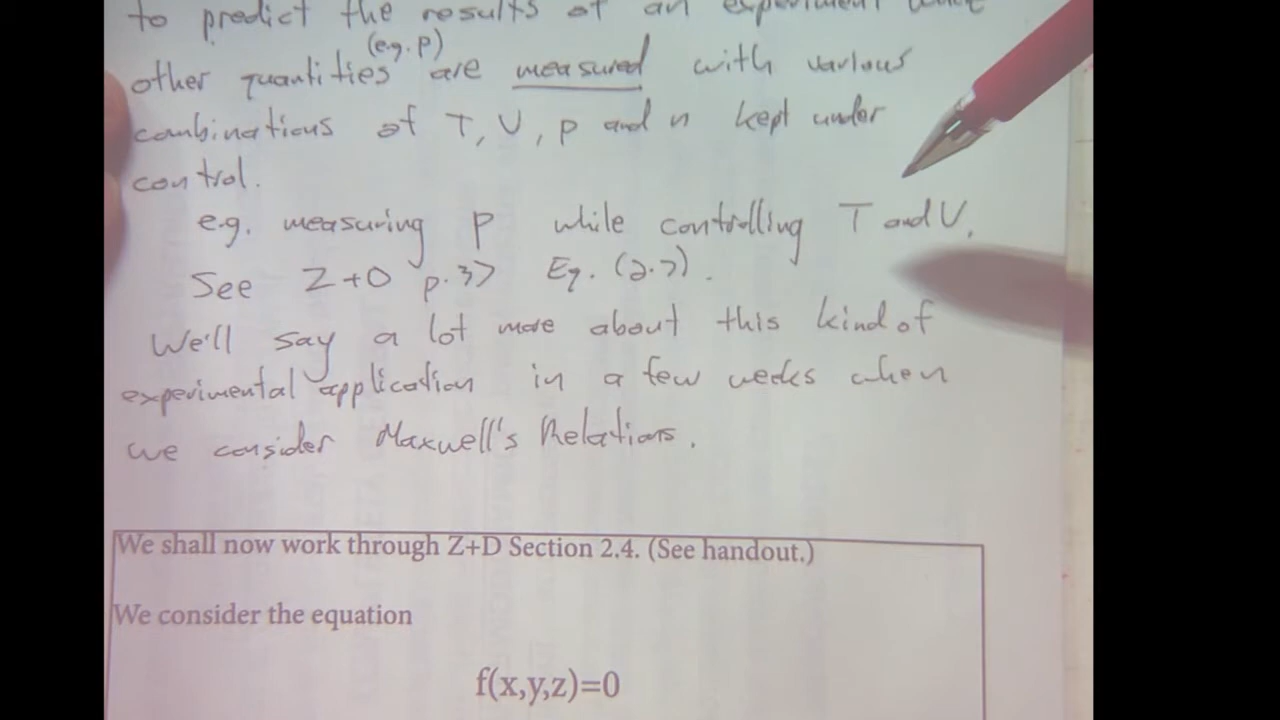 to predict the results of an experiment
(e.g. p)
other quantities are measured with various
combinations of T, V, p and n kept under
control.
e.g. measuring P while controlling T and V.
See Z+D p.37 Eq. (2.7).
We'll say a lot more about this kind of
experimental application in a few weeks when
we consider Maxwell's Relations.
We shall now work through Z+D Section 2.4. (See handout.)
We consider the equation
f(x,y,z)=0